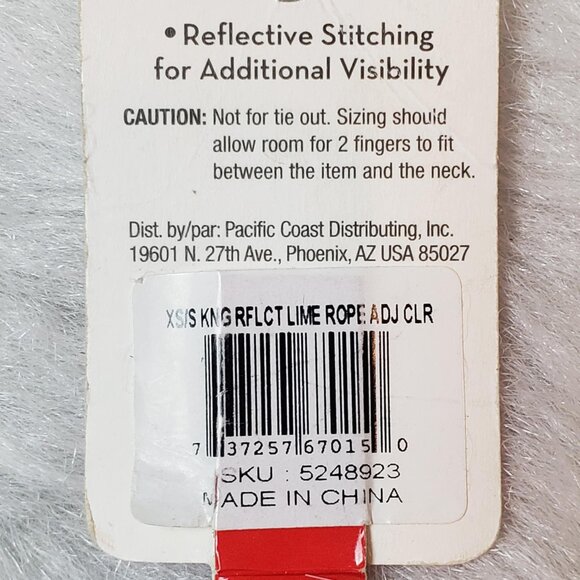 • Reflective Stitching
for Additional Visibility
CAUTION: Not for tie out. Sizing should
allow room for 2 fingers to fit
between the item and the neck.
Dist. by/par: Pacific Coast Distributing, Inc.
19601 N. 27th Ave., Phoenix, AZ USA 85027
XS/S KNG RFLCT LIME ROPE ADJ CLR
7 37257 67015 0
SKU : 5248923
MADE IN CHINA